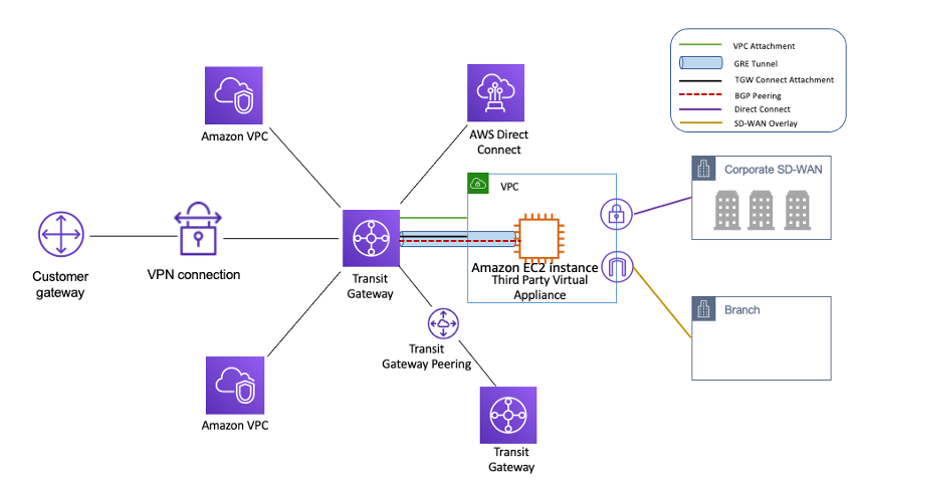 VPC Attachment
GRE Tunnel
TGW Connect Attachment
BGP Peering
Direct Connect
SD-WAN Overlay
Amazon VPC
AWS Direct
Connect
VPC
Corporate SD-WAN
Customer
gateway
VPN connection
Transit
Gateway
Amazon EC2 instance
Third Party Virtual
Appliance
Branch
Transit
Gateway Peering
Amazon VPC
Transit
Gateway